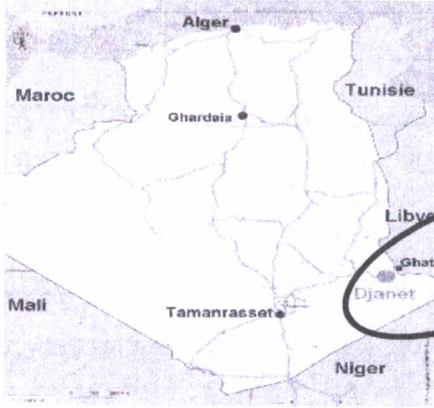 Alger
Maroc
Tunisie
Ghardaia
Libye
Ghat
Djanet
Mali
Tamanrasset
Niger